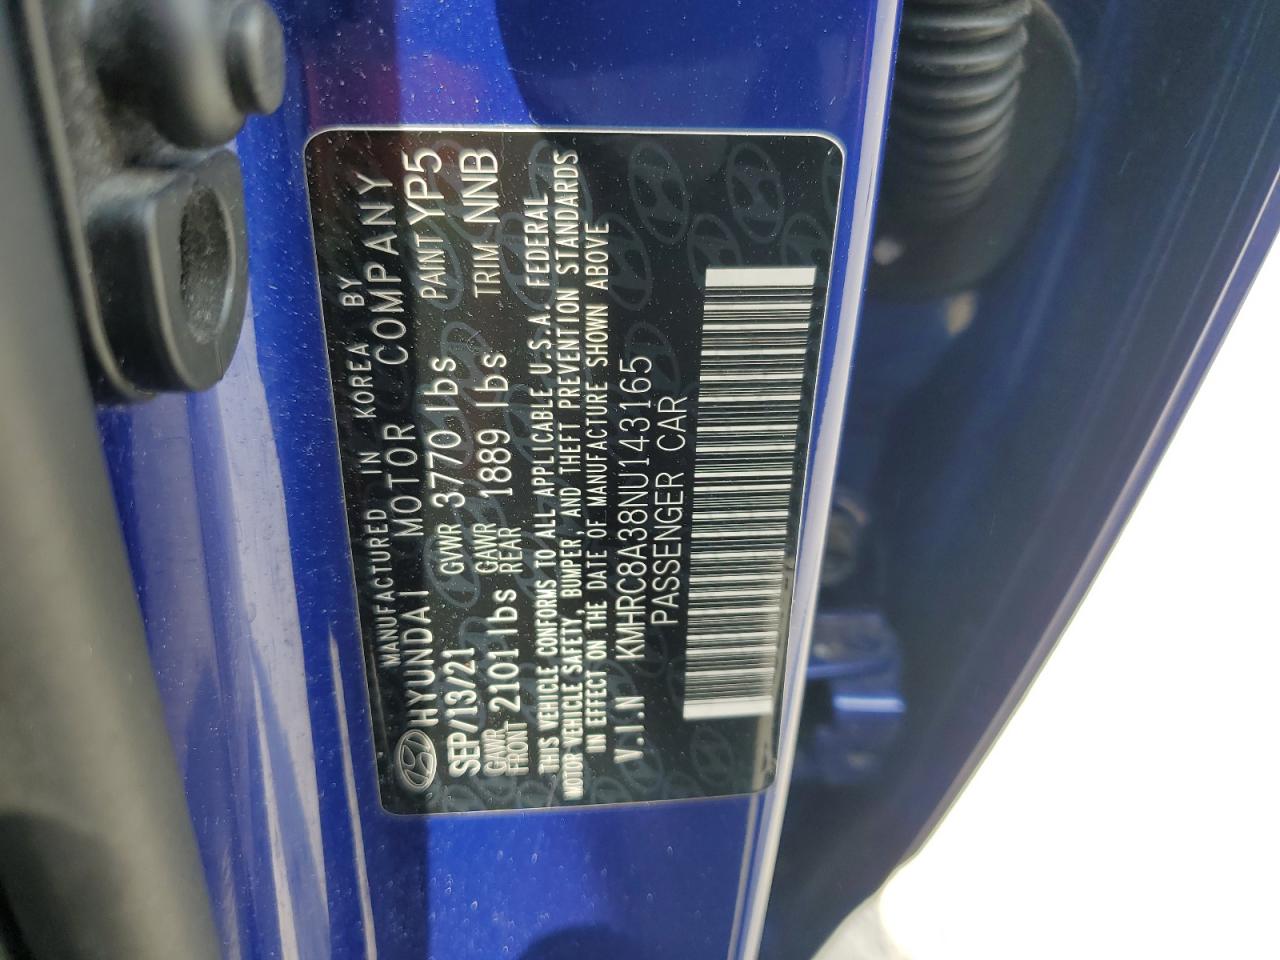 MANUFACTURED IN KOREA BY
HYUNDAI MOTOR COMPANY
SEP/13/21 GVWR 3770 lbs PAINT YP5
GAWR FRONT 2101 lbs GAWR REAR 1889 lbs TRIM NNB
THIS VEHICLE CONFORMS TO ALL APPLICABLE U.S.A. FEDERAL
MOTOR VEHICLE SAFETY, BUMPER, AND THEFT PREVENTION STANDARDS
IN EFFECT ON THE DATE OF MANUFACTURE SHOWN ABOVE
V.I.N KMHRC8A38NU143165
PASSENGER CAR